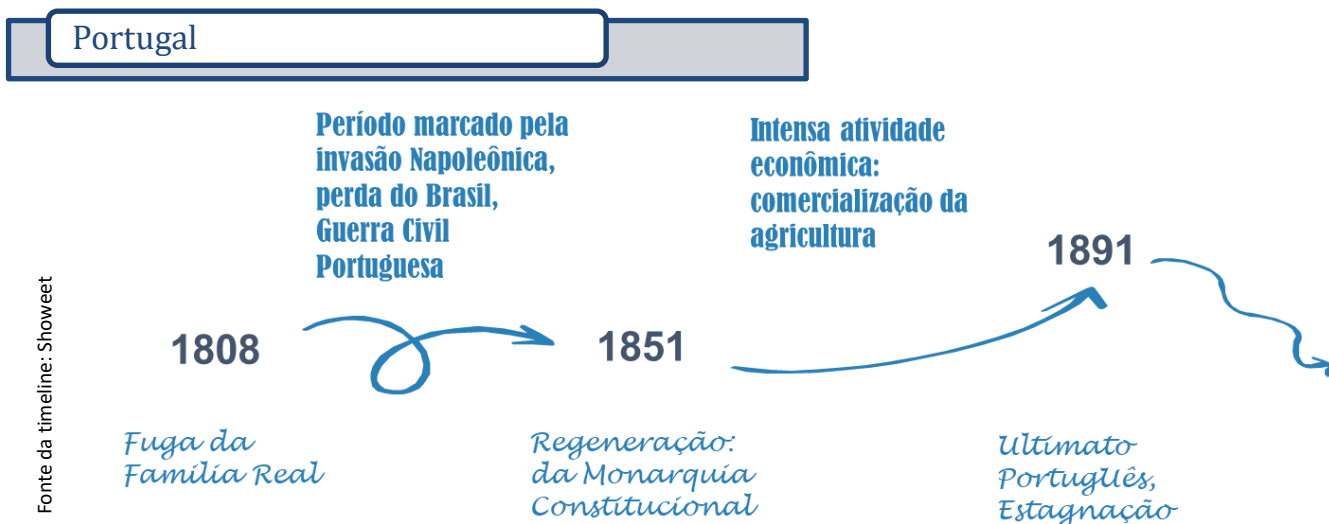 Portugal
Período marcado pela
invasão Napoleônica,
perda do Brasil,
Guerra Civil
Portuguesa
Intensa atividade
econômica:
comercialização da
agricultura
1808
1851
1891
Fuga da
Família Real
Regeneração:
da Monarquia
Constitucional
Ultimato
PortugUês,
Estagnação
Fonte da timeline: Showeet